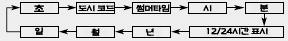 초 도시 코드 썸머타임 시 분
일 월 년 12/24시간 표시